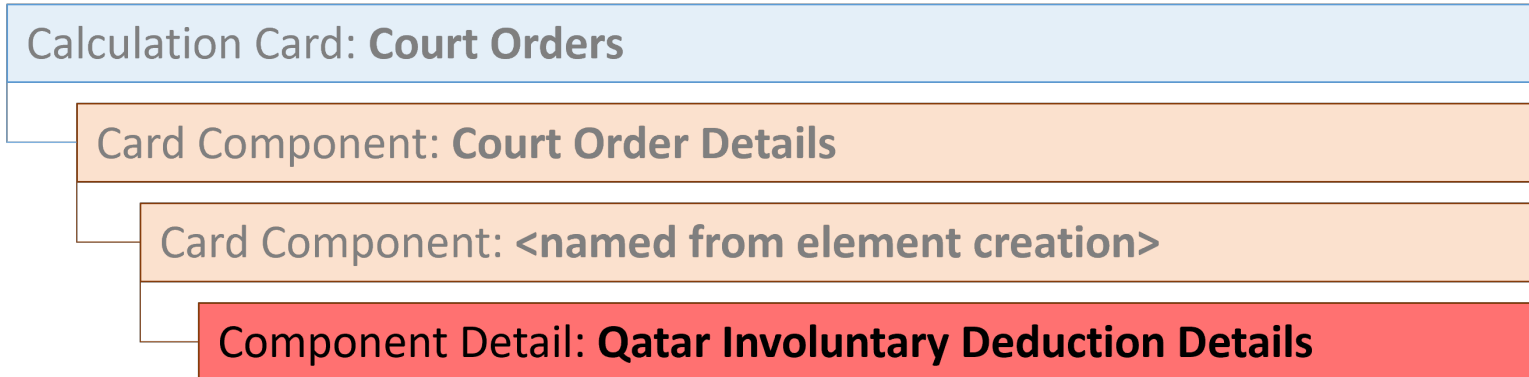 Calculation Card: Court Orders
Card Component: Court Order Details
Card Component: <named from element creation>
Component Detail: Qatar Involuntary Deduction Details